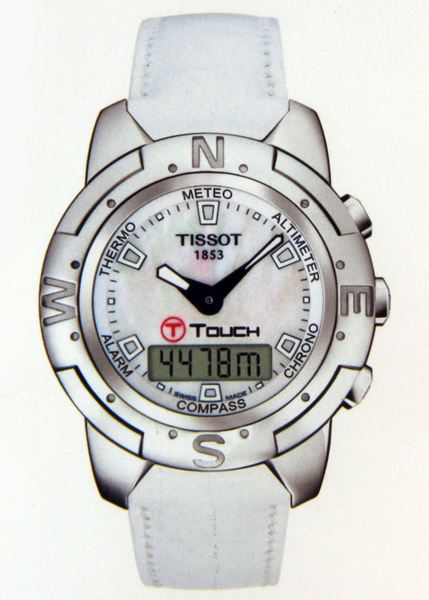 N
METEO
THERMO
ALTIMETER
TISSOT
1853
W
E
T TOUCH
ALARM
CHRONO
4478m
SWISS MADE
COMPASS
S